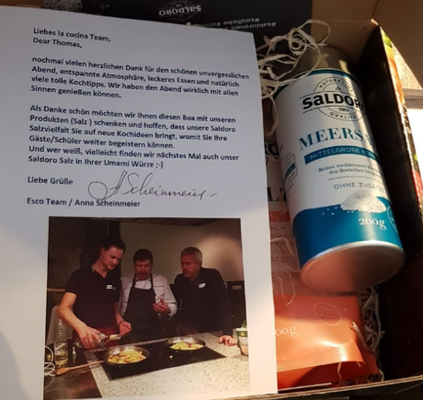 SALDORO
Liebes la cocina Team,
Dear Thomas,
nochmal vielen herzlichen Dank für den schönen unvergesslichen
Abend, entspannte Atmosphäre, leckeres Essen und natürlich
viele tolle Kochtipps. Wir haben den Abend wirklich mit allen
Sinnen genießen können.
Als Danke schön möchten wir Ihnen diesen Box mit unseren
Produkten (Salz ) schenken und hoffen, dass unsere Saldoro
Salzvielfalt Sie auf neue Kochideen bringt, womit Sie Ihre
Gäste/Schüler weiter begeistern können.
Und wer weiß, vielleicht finden wir nächstes Mal auch unser
Saldoro Salz in Ihrer Umami Würze ;-)
Liebe Grüße
AScheinmeier
Esco Team / Anna Scheinmeier
SALDORO
QUALITÄT
MEERSA
MITTELGROBE
OHNE ZUS
200g
00g